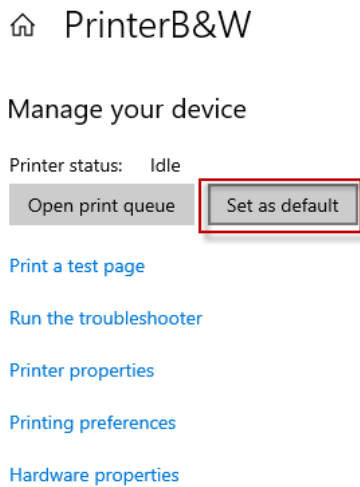 PrinterB&W
Manage your device
Printer status: Idle
Open print queue Set as default
Print a test page
Run the troubleshooter
Printer properties
Printing preferences
Hardware properties